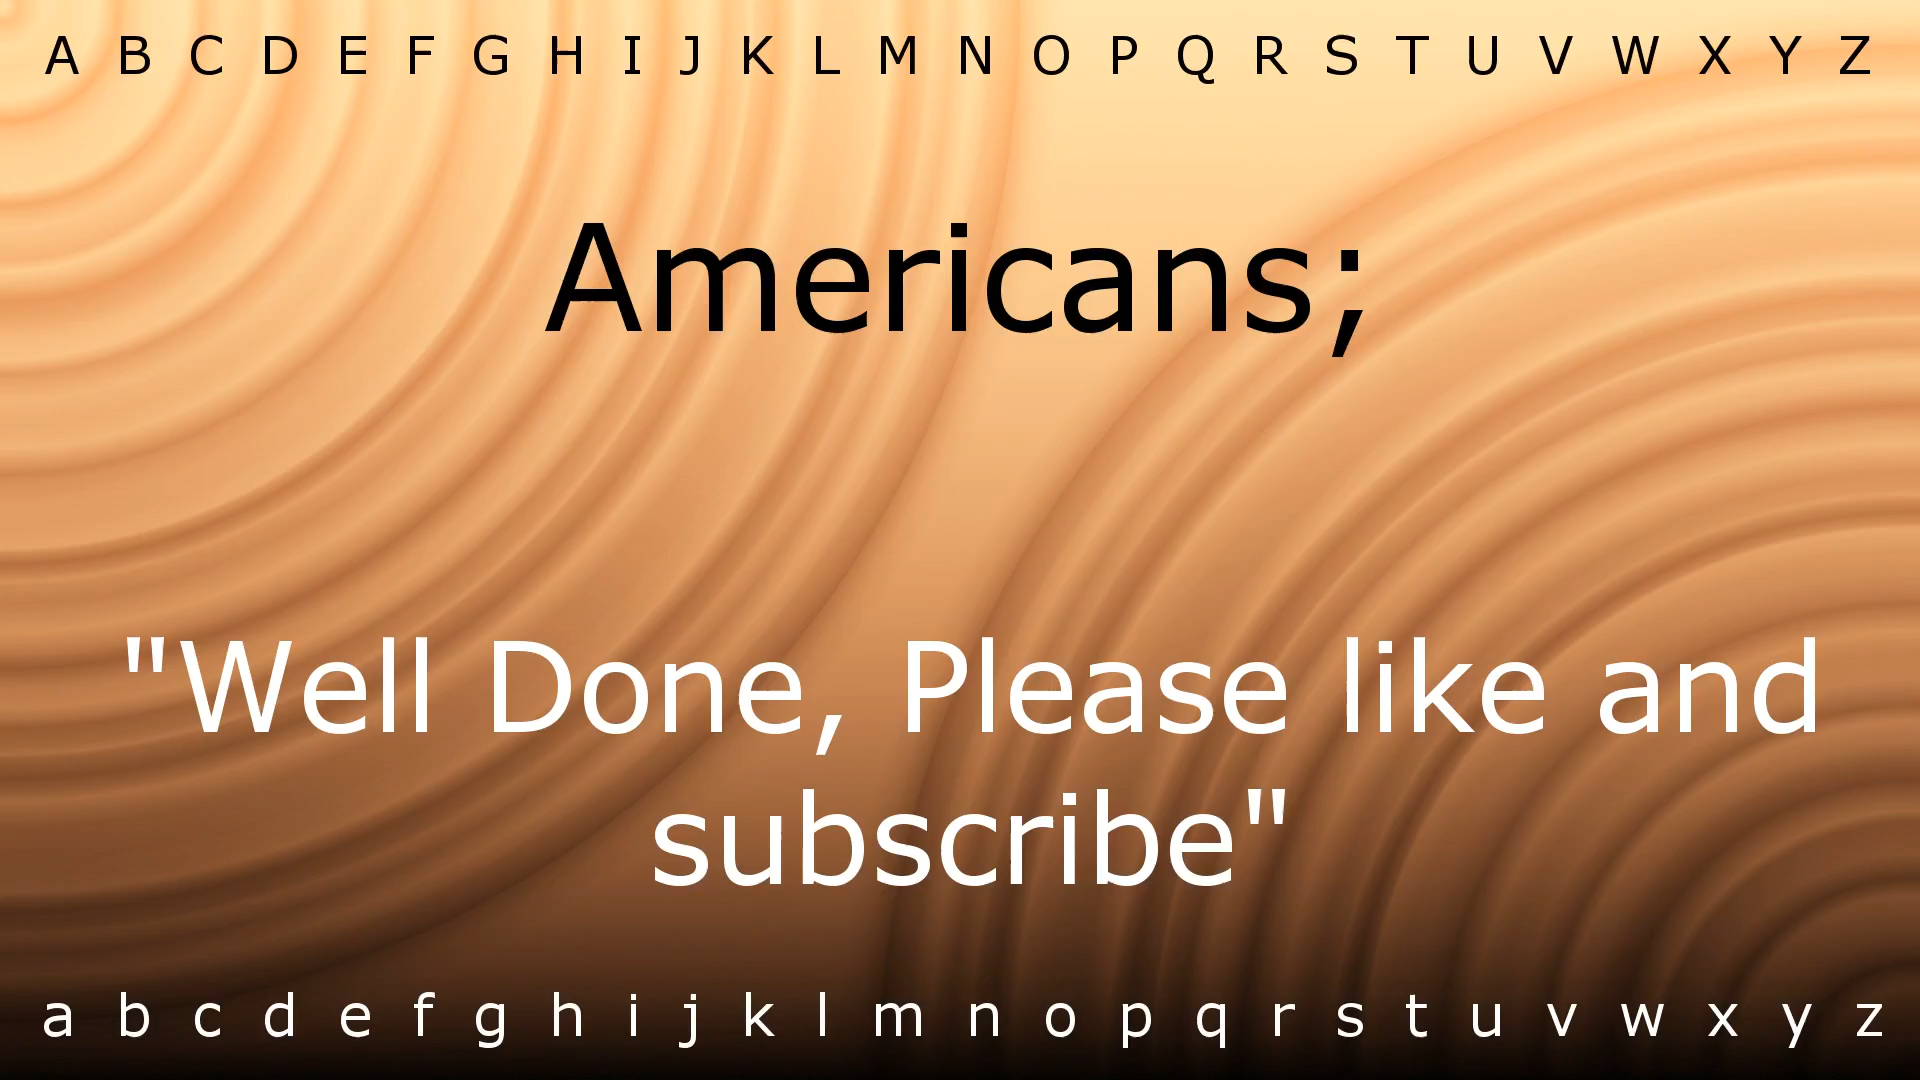 A B C D E F G H I J K L M N O P Q R S T U V W X Y Z
Americans;
"Well Done, Please like and
subscribe"
a b c d e f g h i j k l m n o p q r s t u v w x y z